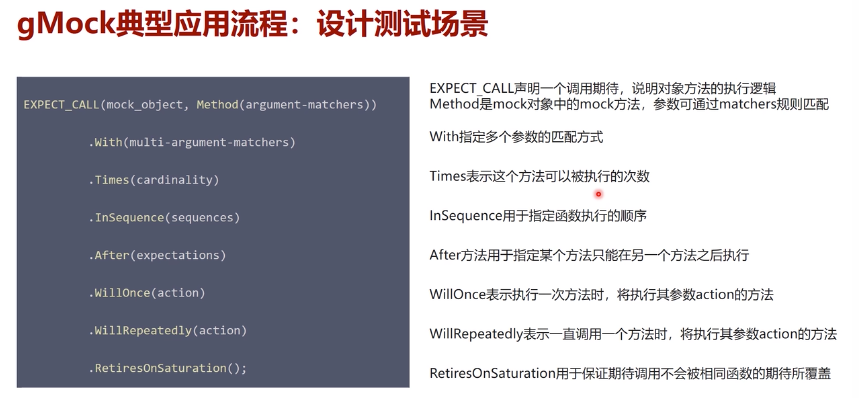 gMock典型应用流程：设计测试场景
EXPECT_CALL(mock_object, Method(argument-matchers))
.With(multi-argument-matchers)
.Times(cardinality)
.InSequence(sequences)
.After(expectations)
.WillOnce(action)
.WillRepeatedly(action)
.RetiresOnSaturation();
EXPECT_CALL声明一个调用期待，说明对象方法的执行逻辑
Method是mock对象中的mock方法，参数可通过matchers规则匹配
With指定多个参数的匹配方式
Times表示这个方法可以被执行的次数
InSequence用于指定函数执行的顺序
After方法用于指定某个方法只能在另一个方法之后执行
WillOnce表示执行一次方法时，将执行其参数action的方法
WillRepeatedly表示一直调用一个方法时，将执行其参数action的方法
RetiresOnSaturation用于保证期待调用不会被相同函数的期待所覆盖